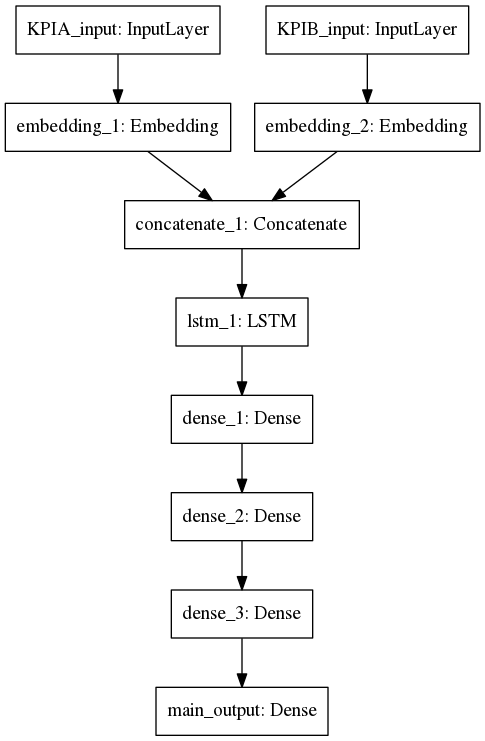 KPIA_input: InputLayer
KPIB_input: InputLayer
embedding_1: Embedding
embedding_2: Embedding
concatenate_1: Concatenate
lstm_1: LSTM
dense_1: Dense
dense_2: Dense
dense_3: Dense
main_output: Dense